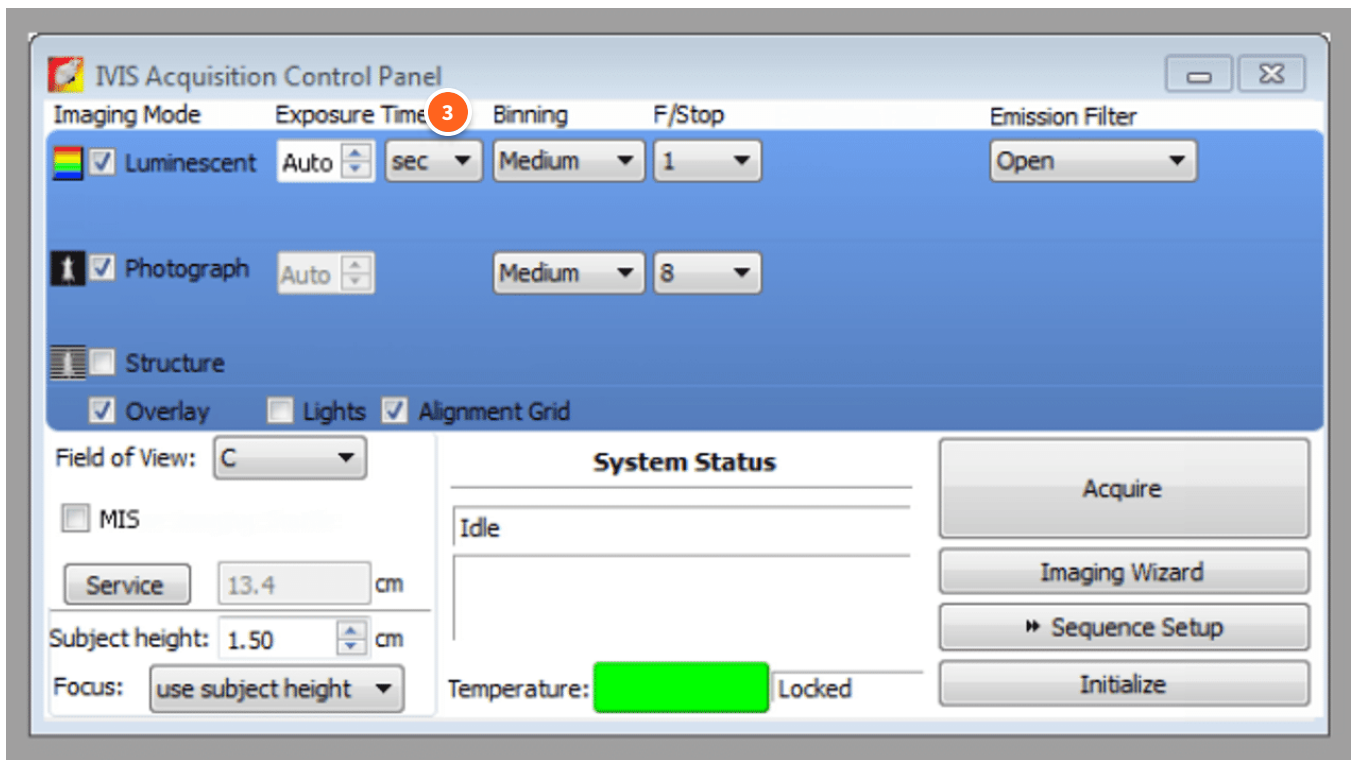 IVIS Acquisition Control Panel
Imaging Mode Exposure Time 3 Binning F/Stop Emission Filter
Luminescent Auto sec Medium 1 Open
Photograph Auto Medium 8
Structure
Overlay Lights Alignment Grid
Field of View: C
MIS
Service 13.4 cm
Subject height: 1.50 cm
Focus: use subject height
System Status
Idle
Temperature: Locked
Acquire
Imaging Wizard
Sequence Setup
Initialize